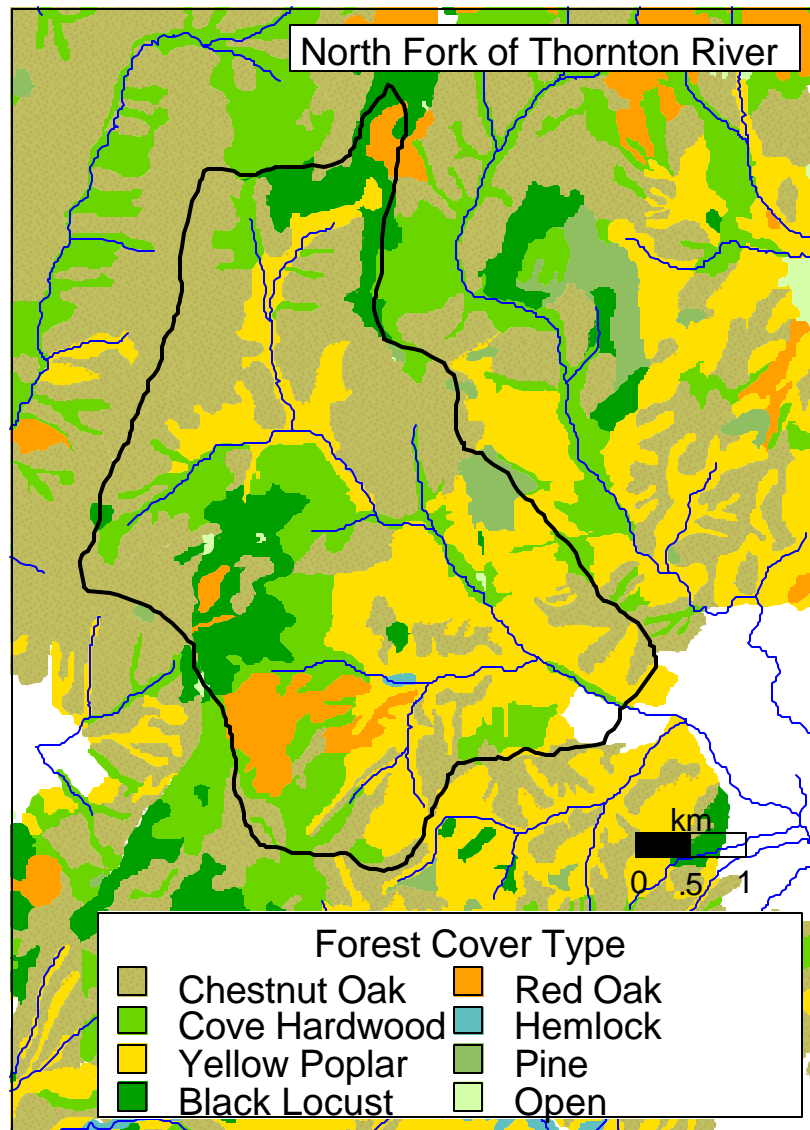 North Fork of Thornton River
km
0 .5 1
Forest Cover Type
Chestnut Oak
Red Oak
Cove Hardwood
Hemlock
Yellow Poplar
Pine
Black Locust
Open